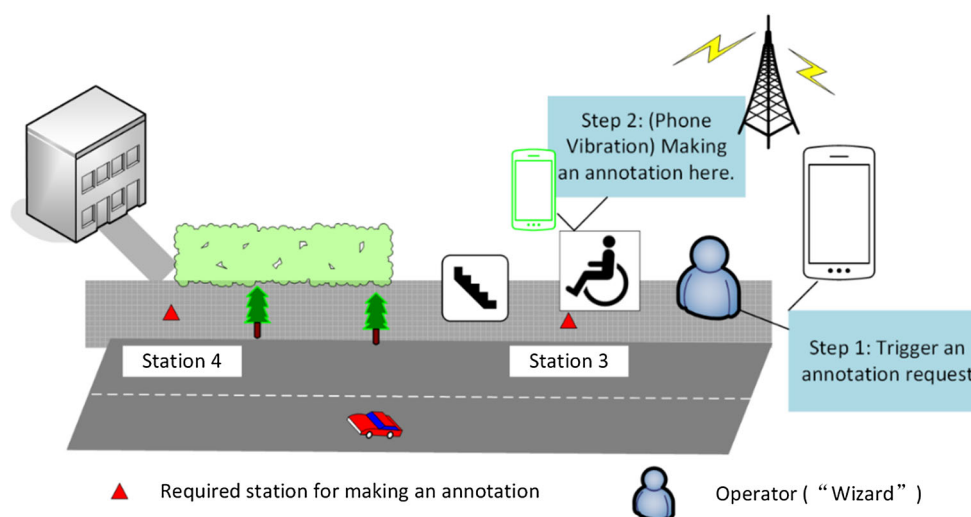 Step 2: (Phone
Vibration) Making
an annotation here.
Station 4
Station 3
Step 1: Trigger an
annotation request
Required station for making an annotation
Operator (“Wizard”)